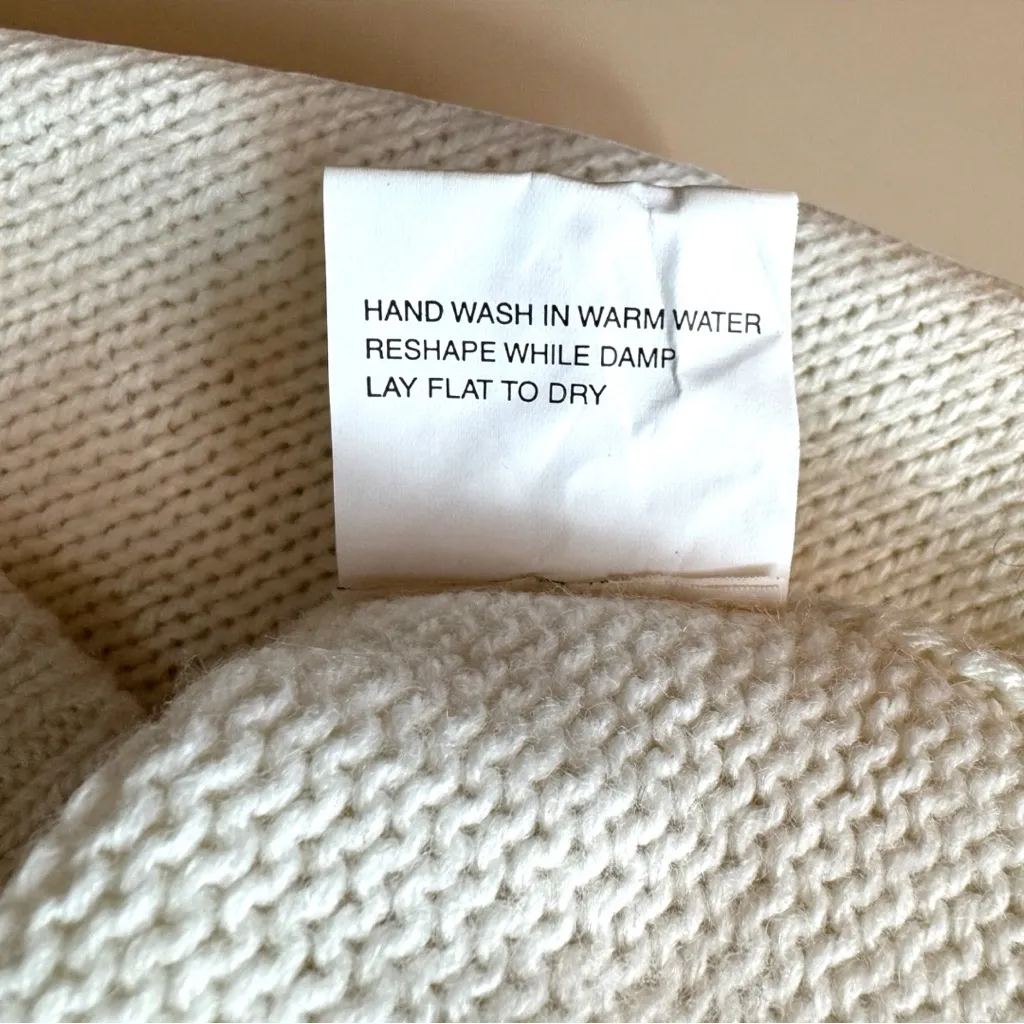 HAND WASH IN WARM WATER
RESHAPE WHILE DAMP
LAY FLAT TO DRY